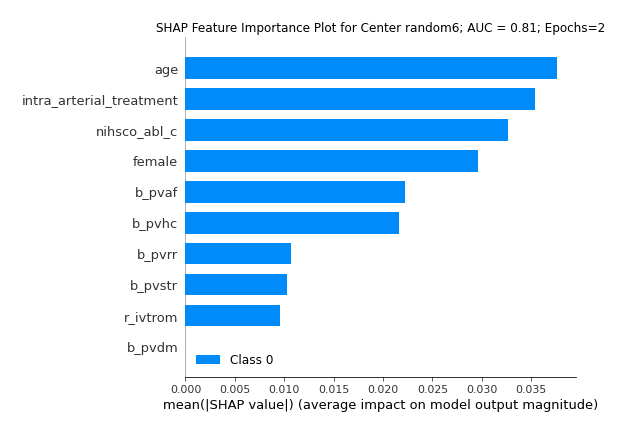 SHAP Feature Importance Plot for Center random6; AUC = 0.81; Epochs=2
age
intra_arterial_treatment
nihsco_abl_c
female
b_pvaf
b_pvhc
b_pvrr
b_pvstr
r_ivtrom
b_pvdm
Class 0
0.000 0.005 0.010 0.015 0.020 0.025 0.030 0.035
mean(|SHAP value|) (average impact on model output magnitude)